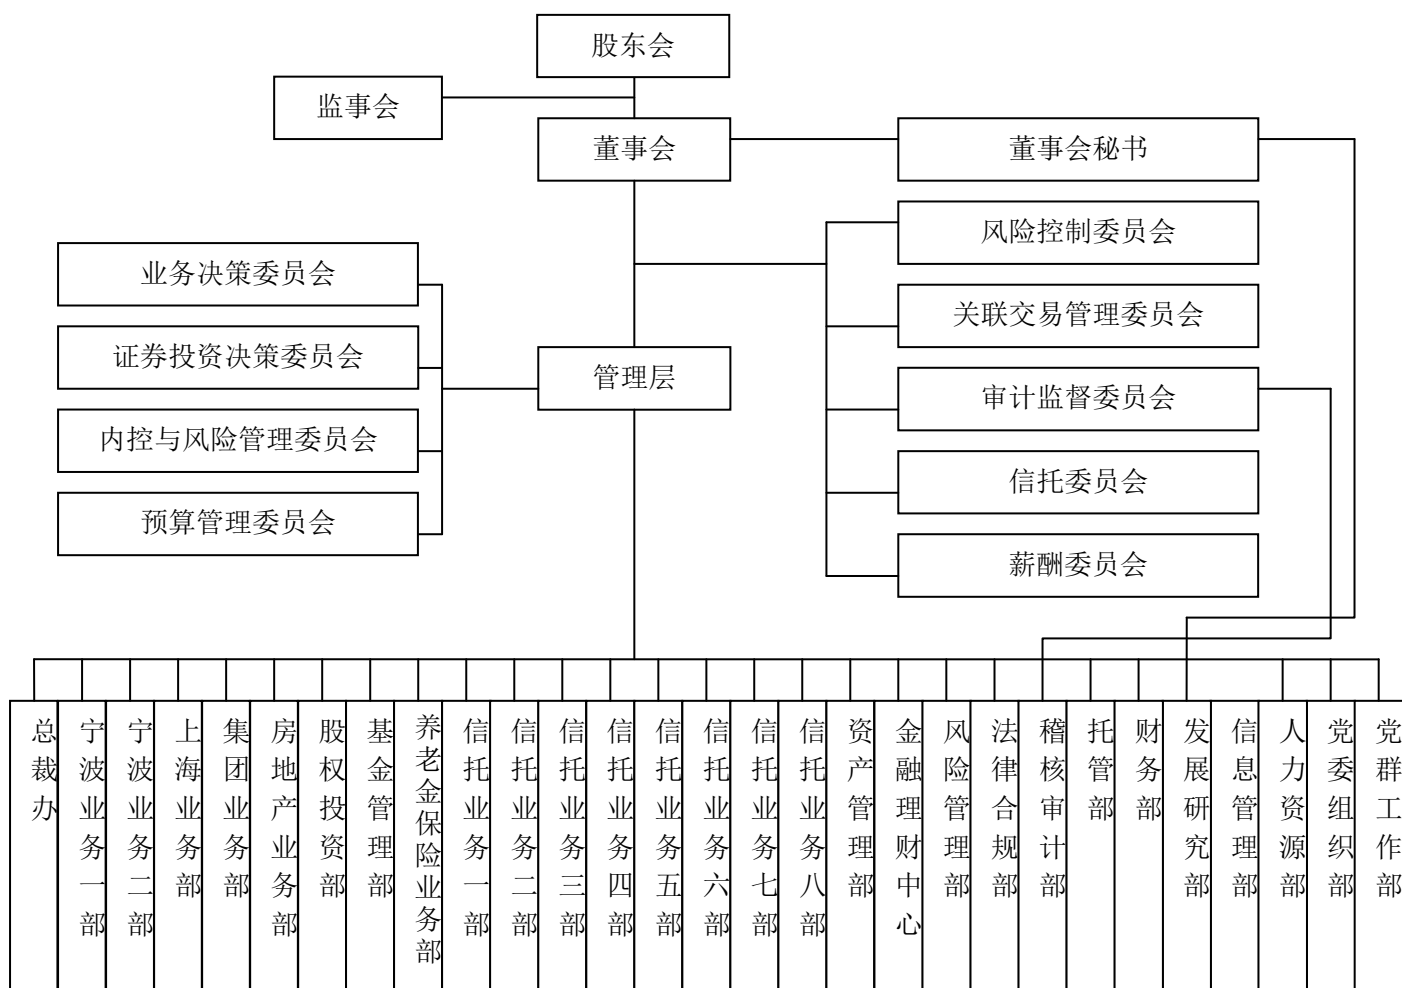 股东会
监事会
董事会
董事会秘书
风险控制委员会
业务决策委员会
关联交易管理委员会
证券投资决策委员会
管理层
审计监督委员会
内控与风险管理委员会
信托委员会
预算管理委员会
薪酬委员会
总裁办
宁波业务一部
宁波业务二部
上海业务部
集团业务部
房地产业务部
股权投资部
基金管理部
养老金保险业务部
信托业务一部
信托业务二部
信托业务三部
信托业务四部
信托业务五部
信托业务六部
信托业务七部
信托业务八部
资产管理部
金融理财中心
风险管理部
法律合规部
稽核审计部
托管部
财务部
发展研究部
信息管理部
人力资源部
党委组织部
党群工作部